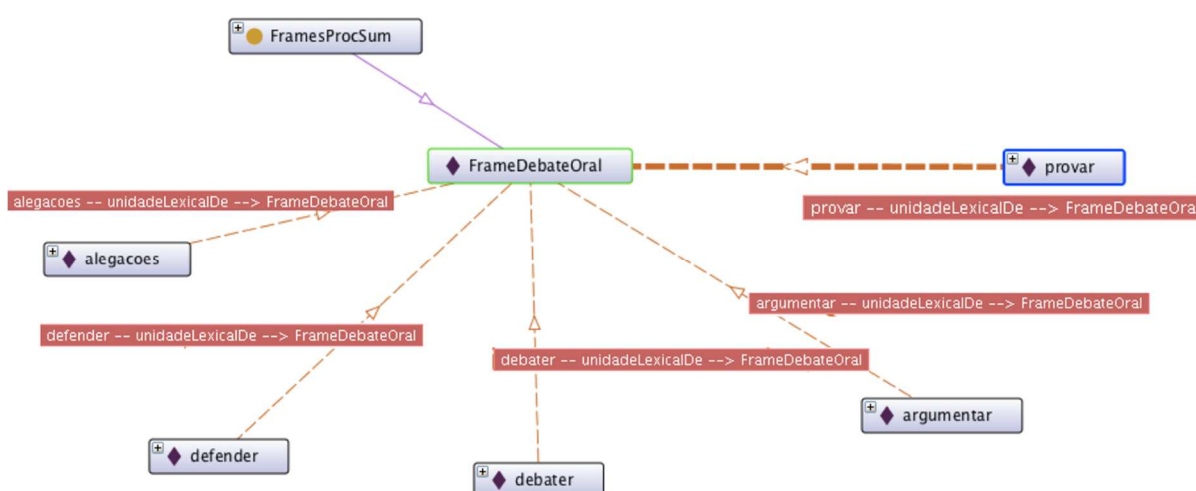 FramesProcSum
FrameDebateOral
provar
alegacoes -- unidadeLexicalDe --> FrameDebateOral
provar -- unidadeLexicalDe --> FrameDebateOra
alegacoes
argumentar -- unidadeLexicalDe --> FrameDebateOral
defender -- unidadeLexicalDe --> FrameDebateOral
debater -- unidadeLexicalDe --> FrameDebateOral
argumentar
defender
debater